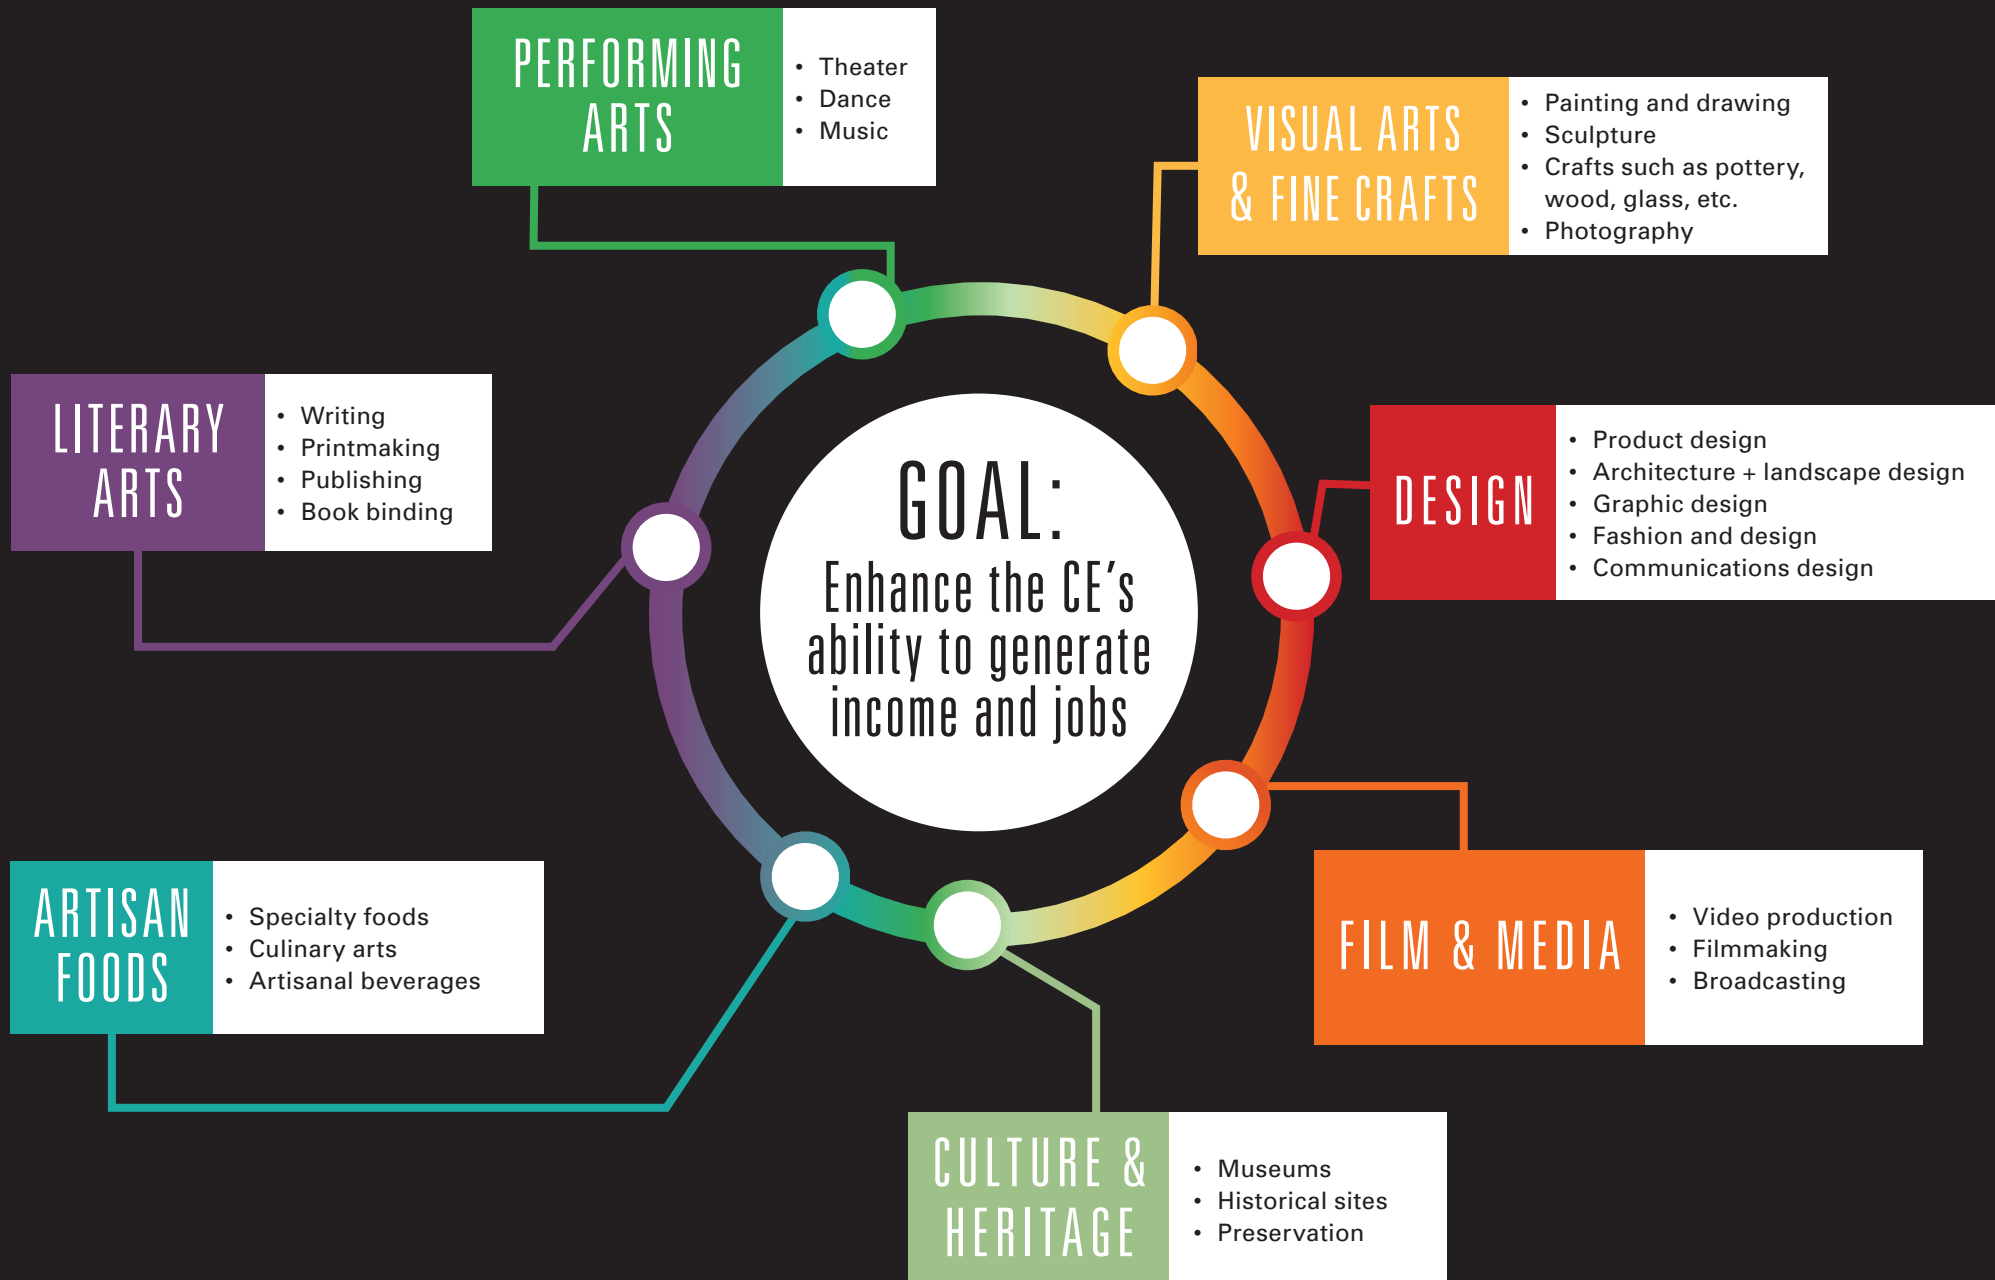 PERFORMING
ARTS
• Theater
• Dance
• Music
VISUAL ARTS
& FINE CRAFTS
• Painting and drawing
• Sculpture
• Crafts such as pottery,
wood, glass, etc.
• Photography
LITERARY
ARTS
• Writing
• Printmaking
• Publishing
• Book binding
GOAL:
Enhance the CE's
ability to generate
income and jobs
DESIGN
• Product design
• Architecture + landscape design
• Graphic design
• Fashion and design
• Communications design
ARTISAN
FOODS
• Specialty foods
• Culinary arts
• Artisanal beverages
FILM & MEDIA
• Video production
• Filmmaking
• Broadcasting
CULTURE &
HERITAGE
• Museums
• Historical sites
• Preservation